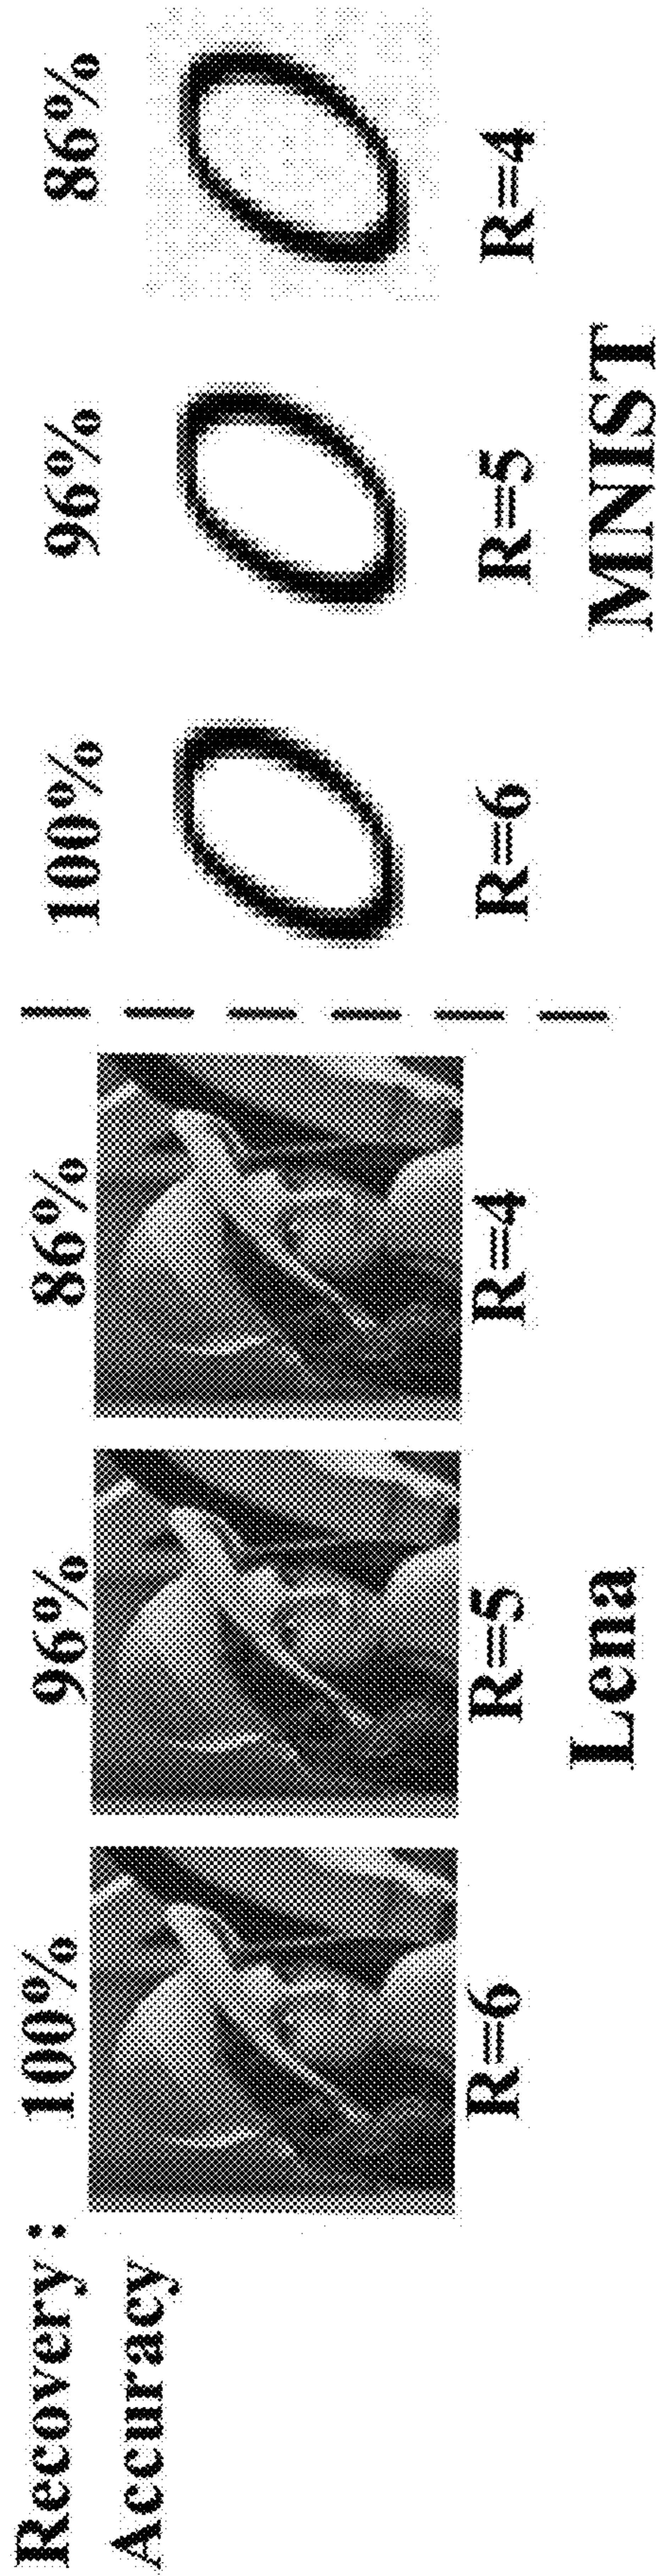 Recovery: 100% 96% 86% 100% 96% 86%
Accuracy
R=6 R=5 R=4 R=6 R=5 R=4
Lena MNIST